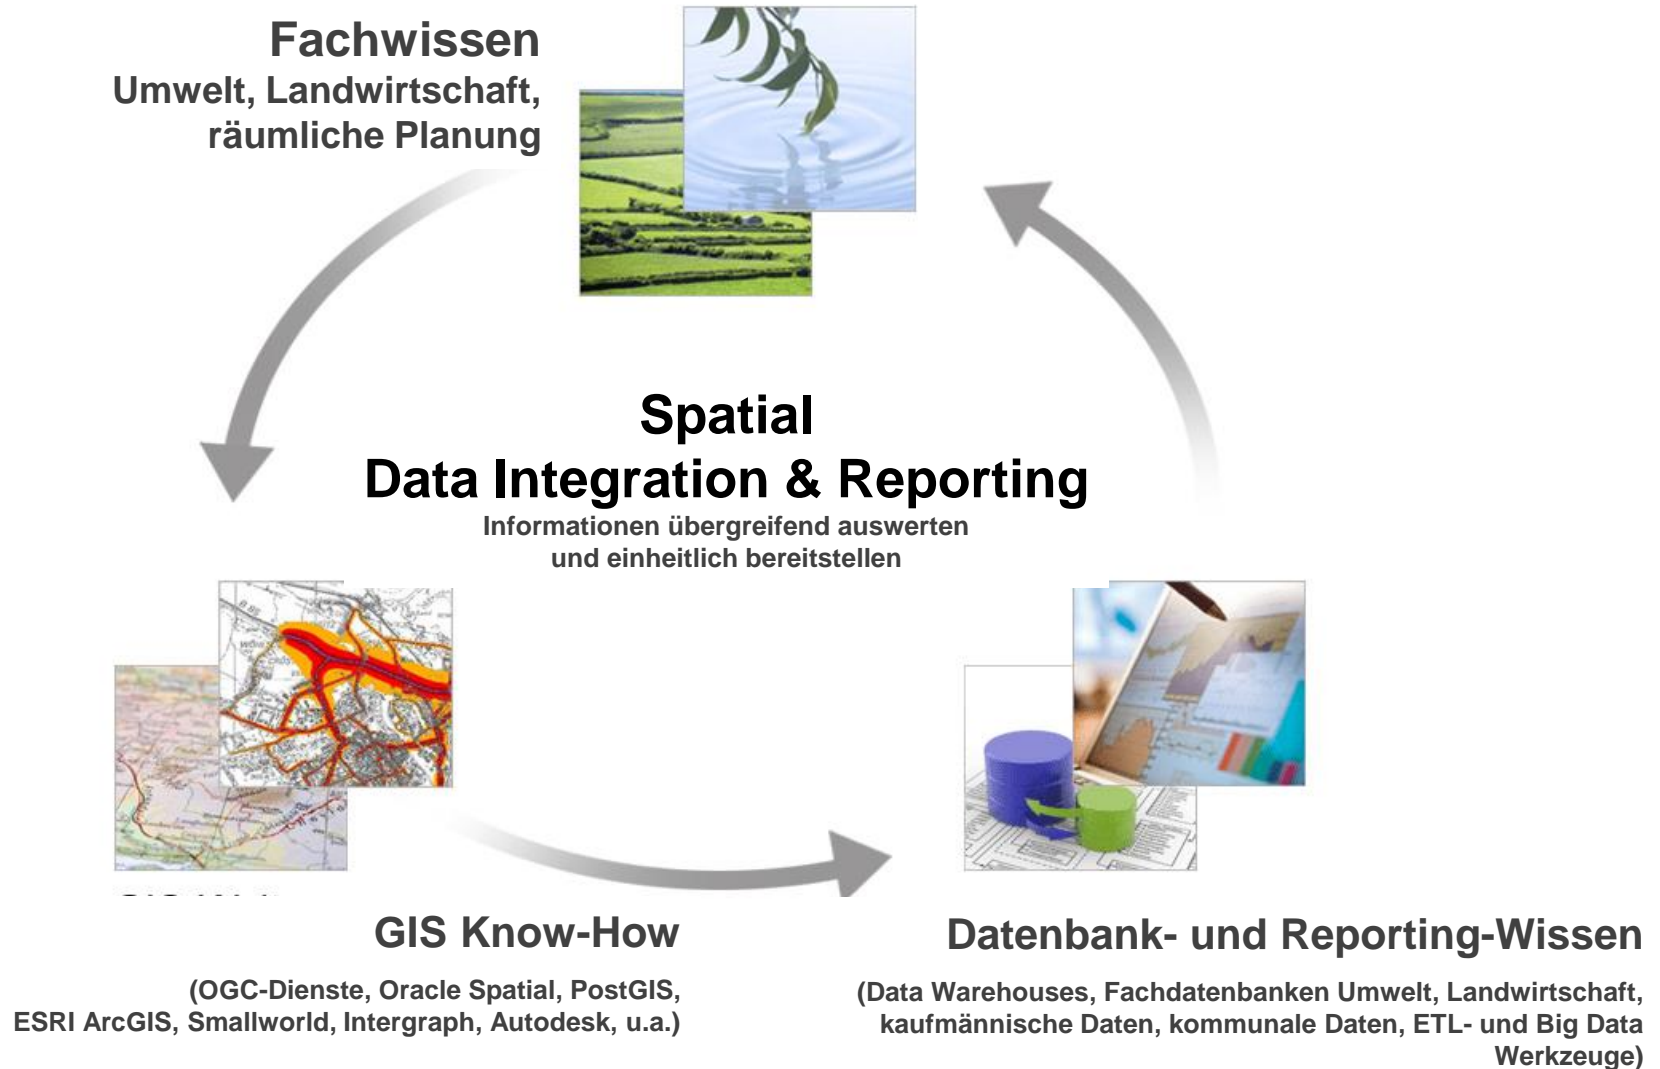 Fachwissen
Umwelt, Landwirtschaft,
räumliche Planung
Spatial
Data Integration & Reporting
Informationen übergreifend auswerten
und einheitlich bereitstellen
GIS Know-How
(OGC-Dienste, Oracle Spatial, PostGIS,
ESRI ArcGIS, Smallworld, Intergraph, Autodesk, u.a.)
Datenbank- und Reporting-Wissen
(Data Warehouses, Fachdatenbanken Umwelt, Landwirtschaft,
kaufmännische Daten, kommunale Daten, ETL- und Big Data
Werkzeuge)